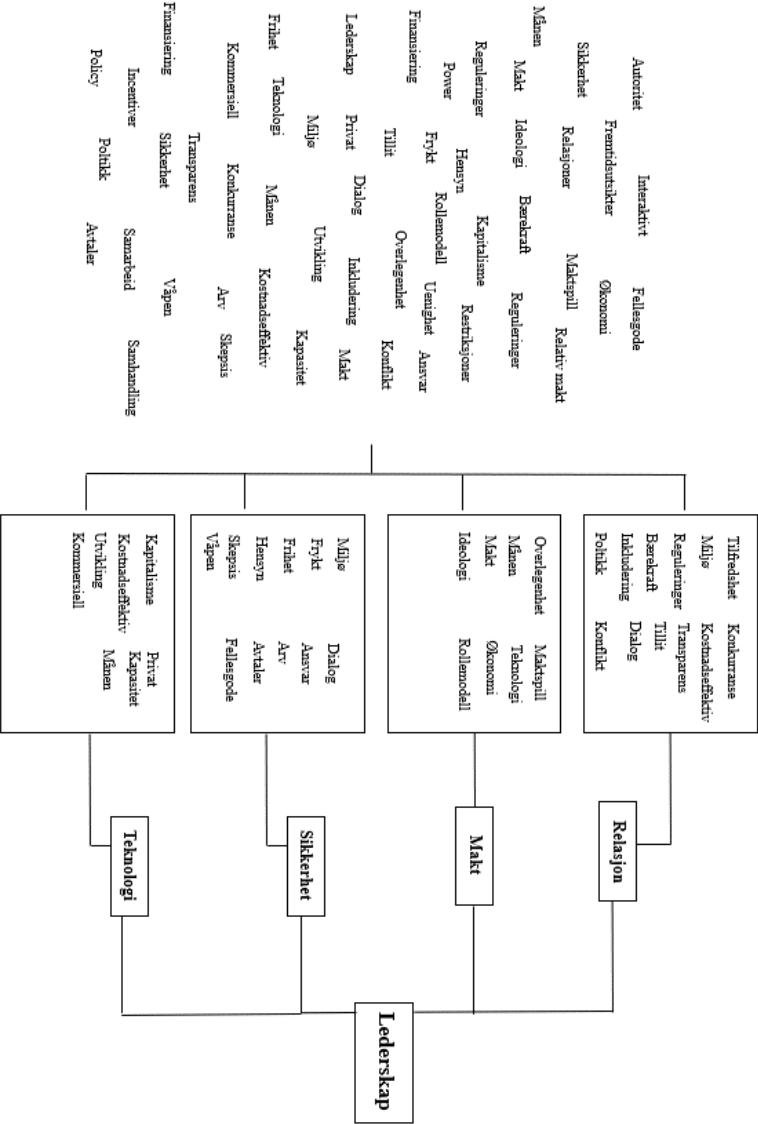 Autoritet Interaktivt Fellesgode
Fremtidsutsikter Økonomi
Sikkerhet Relasjoner Maktspill Relativ makt
Månen
Makt Ideologi Bærekraft Reguleringer
Reguleringer Kapitalisme Restriksjoner
Power Hensyn
Frykt Rollemodell Uenighet Ansvar
Finansiering
Tillit Overlegenhet Konflikt
Lederskap Privat Dialog Inkludering Makt
Miljø Utvikling Kapasitet
Frihet Teknologi Månen Kostnadseffektiv
Kommersiell Konkurranse Arv Skepsis
Transparens
Finansiering Sikkerhet Våpen
Incentiver Samarbeid Samhandling
Policy Poltikk Avtaler
Tilfredshet Konkurranse
Miljø Kostnadseffektiv
Reguleringer Transparens
Bærekraft Tillit
Inkludering Dialog
Poltikk Konflikt
Overlegenhet Maktspill
Månen Teknologi
Makt Økonomi
Ideologi Rollemodell
Miljø Dialog
Frykt Ansvar
Frihet Arv
Hensyn Avtaler
Skepsis Fellesgode
Våpen
Kapitalisme Privat
Kostnadseffektiv Kapasitet
Utvikling Månen
Kommersiell
Relasjon
Makt
Sikkerhet
Teknologi
Lederskap